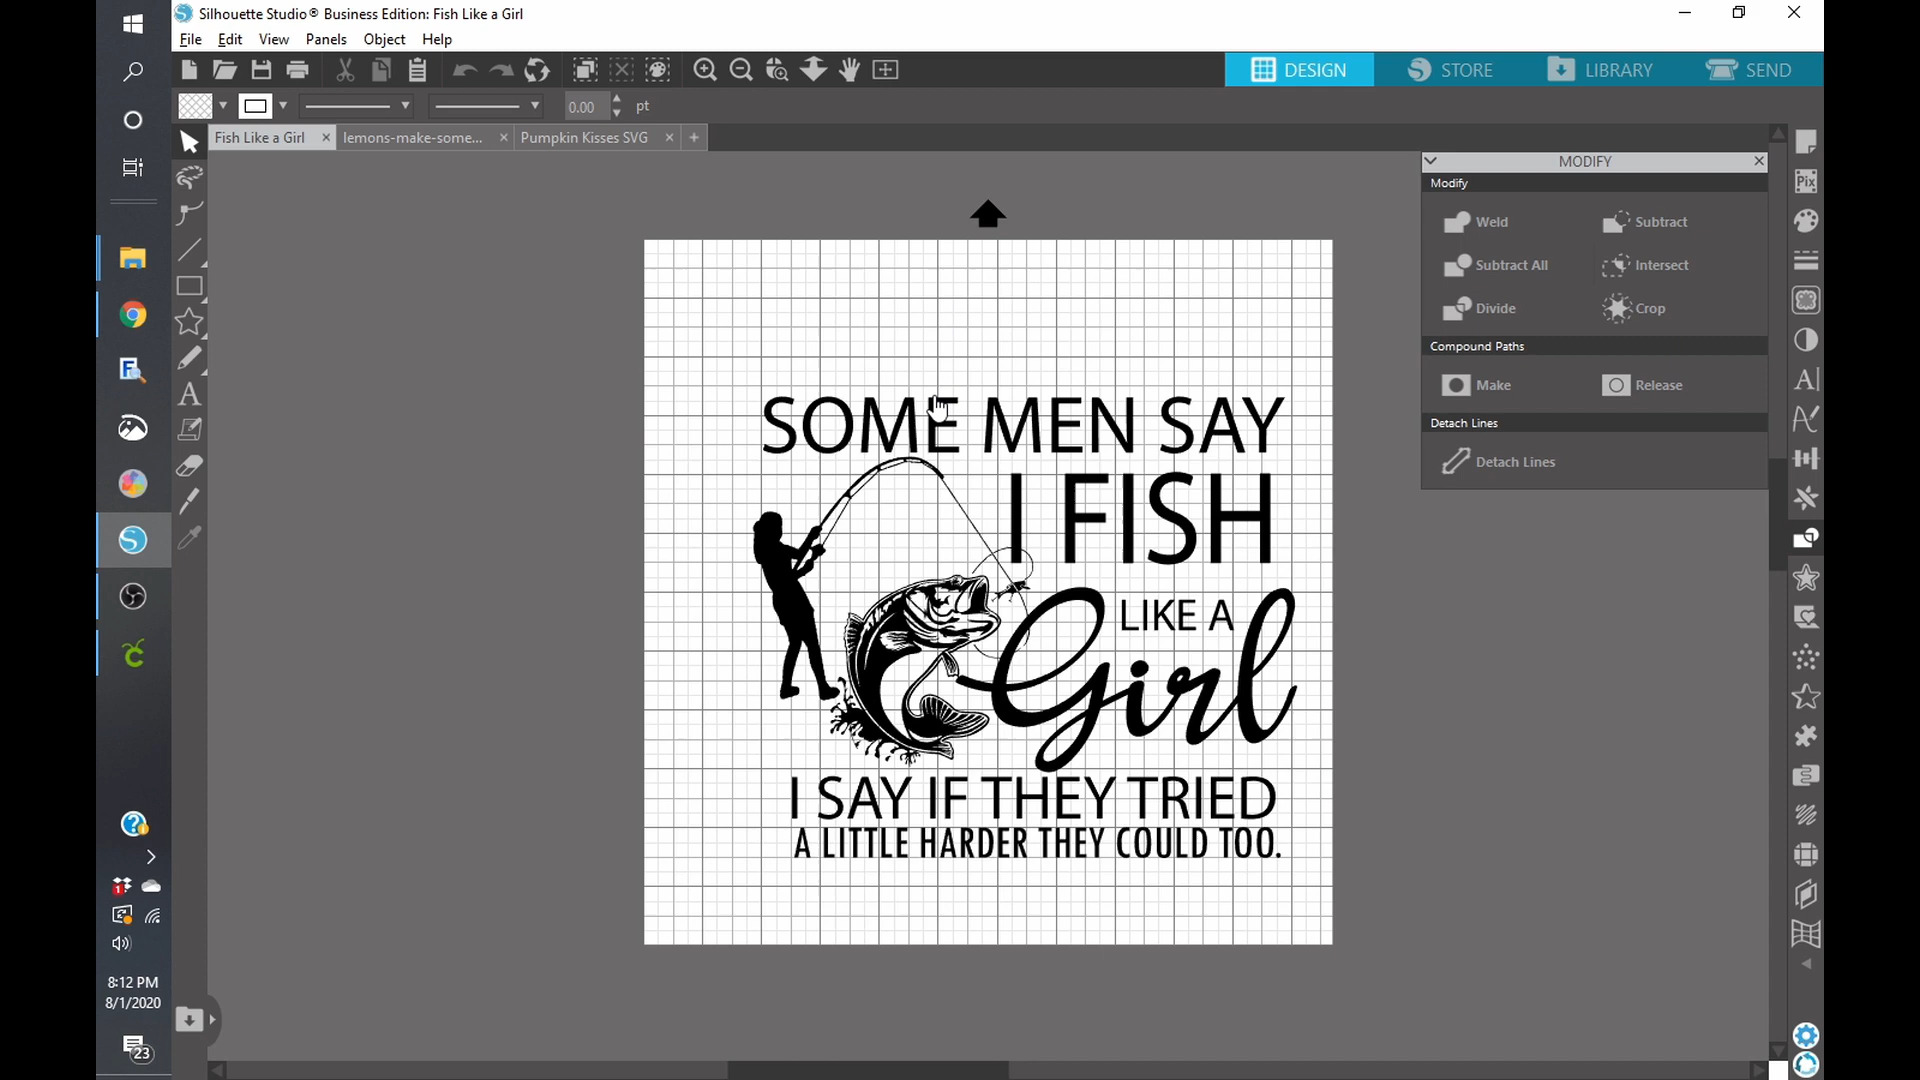 Silhouette Studio® Business Edition: Fish Like a Girl
File Edit View Panels Object Help
DESIGN STORE LIBRARY SEND
0.00 pt
Fish Like a Girl lemons-make-some... Pumpkin Kisses SVG
MODIFY
Modify
Weld Subtract
Subtract All Intersect
Divide Crop
Compound Paths
Make Release
Detach Lines
Detach Lines
Pix
SOME MEN SAY
I FISH
LIKE A
Girl
I SAY IF THEY TRIED
A LITTLE HARDER THEY COULD TOO.
1
8:12 PM
8/1/2020
23